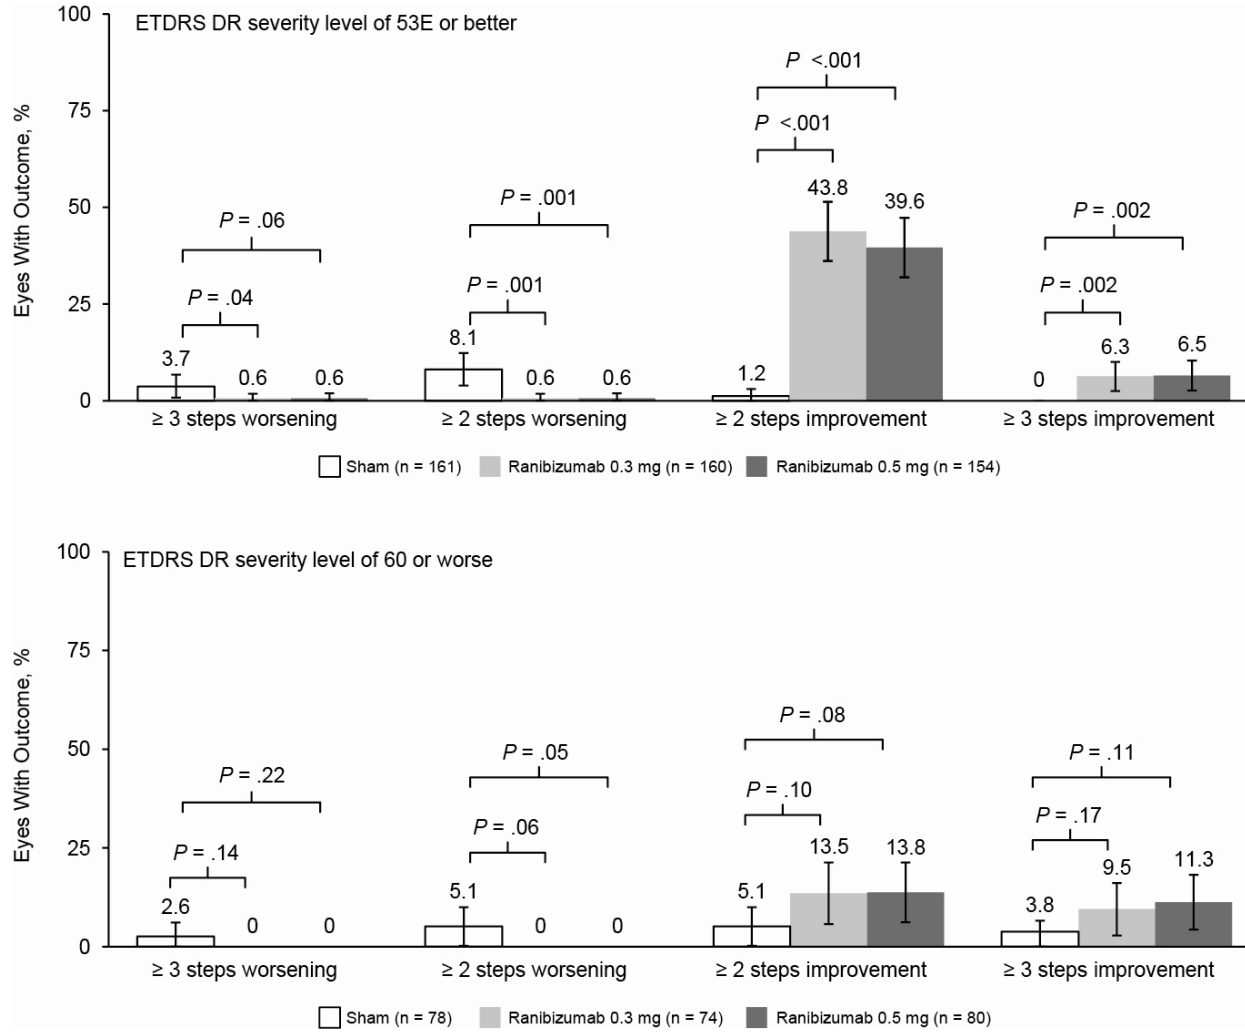 ETDRS DR severity level of 53E or better
Eyes With Outcome, %
100
75
50
25
0
P = .06
P = .04
3.7
0.6
0.6
P = .001
P = .001
8.1
0.6
0.6
P <.001
P <.001
1.2
43.8
39.6
P = .002
P = .002
0
6.3
6.5
≥ 3 steps worsening
≥ 2 steps worsening
≥ 2 steps improvement
≥ 3 steps improvement
Sham (n = 161) Ranibizumab 0.3 mg (n = 160) Ranibizumab 0.5 mg (n = 154)
ETDRS DR severity level of 60 or worse
Eyes With Outcome, %
100
75
50
25
0
P = .22
P = .14
2.6
0
0
P = .05
P = .06
5.1
0
0
P = .08
P = .10
5.1
13.5
13.8
P = .11
P = .17
3.8
9.5
11.3
≥ 3 steps worsening
≥ 2 steps worsening
≥ 2 steps improvement
≥ 3 steps improvement
Sham (n = 78) Ranibizumab 0.3 mg (n = 74) Ranibizumab 0.5 mg (n = 80)